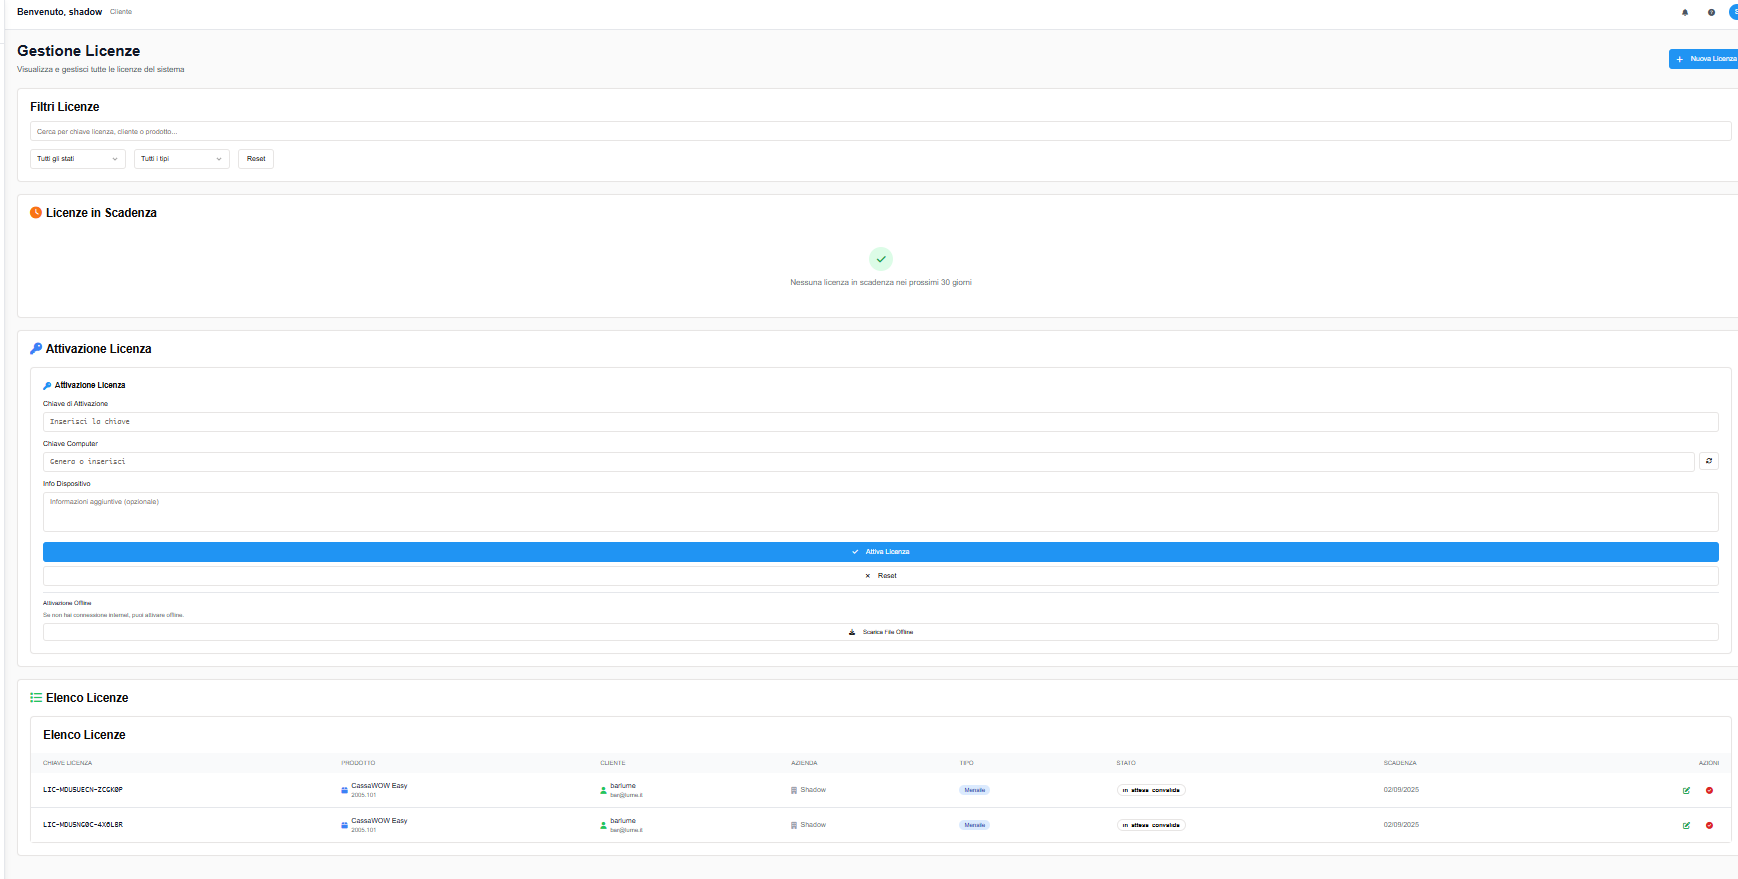 Benvenuto, shadow Cliente
Gestione Licenze
Visualizza e gestisci tutte le licenze del sistema
Nuova Licenza
Filtri Licenze
Cerca per chiave licenza, cliente o prodotto...
Tutti gli stati Tutti i tipi Reset
Licenze in Scadenza
Nessuna licenza in scadenza nei prossimi 30 giorni
Attivazione Licenza
Attivazione Licenza
Chiave di Attivazione
Inserisci la chiave
Chiave Computer
Genera o inserisci
Info Dispositivo
Informazioni aggiuntive (opzionale)
Attiva Licenza
Reset
Attivazione Offline
Se non hai connessione internet, puoi attivare offline.
Scarica File Offline
Elenco Licenze
Elenco Licenze
CHIAVE LICENZA PRODOTTO CLIENTE AZIENDA TIPO STATO SCADENZA AZIONI
LIC-MDU5UECN-ZCGK0P CassaWOW Easy barlume Shadow Mensile in attesa convalida 02/09/2025
2005.101 bar@lume.it
LIC-MDU5NG0C-4X6LBR CassaWOW Easy barlume Shadow Mensile in attesa convalida 02/09/2025
2005.101 bar@lume.it